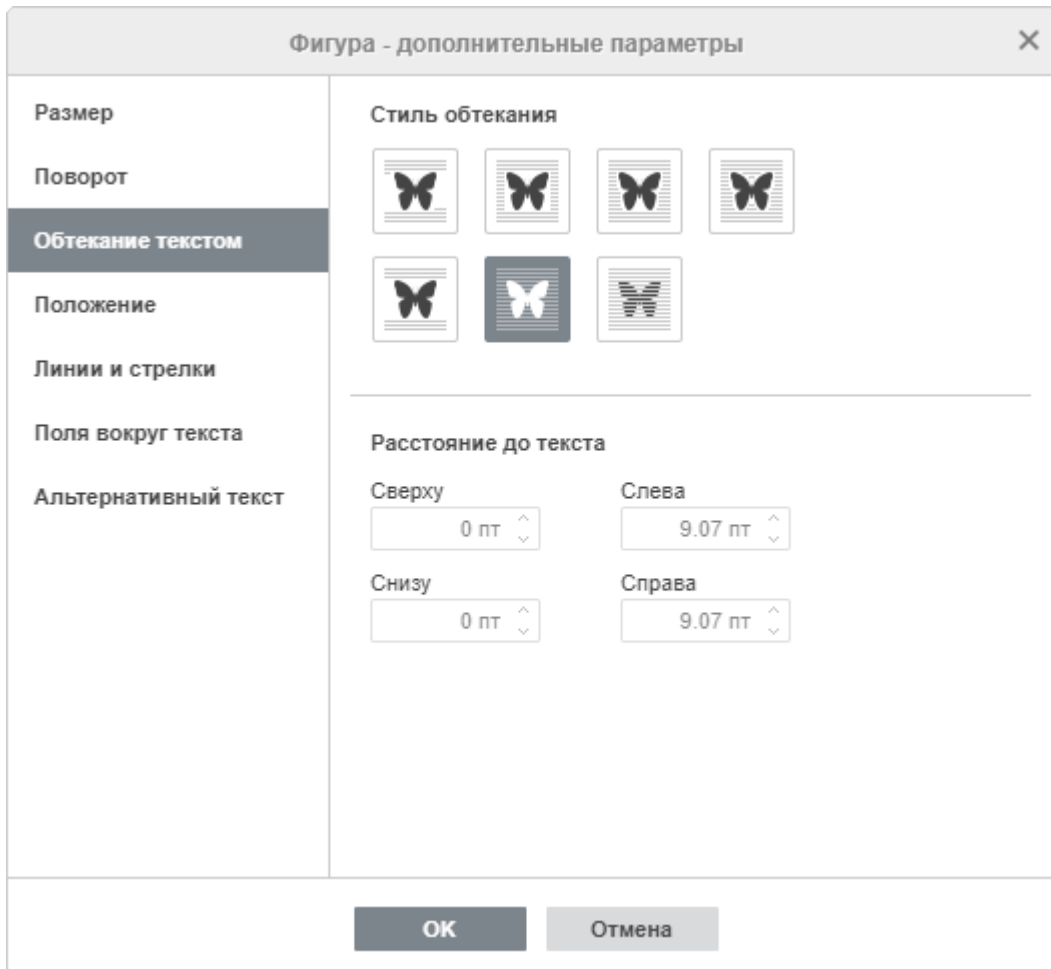 Фигура - дополнительные параметры
Размер
Поворот
Обтекание текстом
Положение
Линии и стрелки
Поля вокруг текста
Альтернативный текст
Стиль обтекания
Расстояние до текста
Сверху
Слева
0 пт
9.07 пт
Снизу
Справа
0 пт
9.07 пт
OK
Отмена